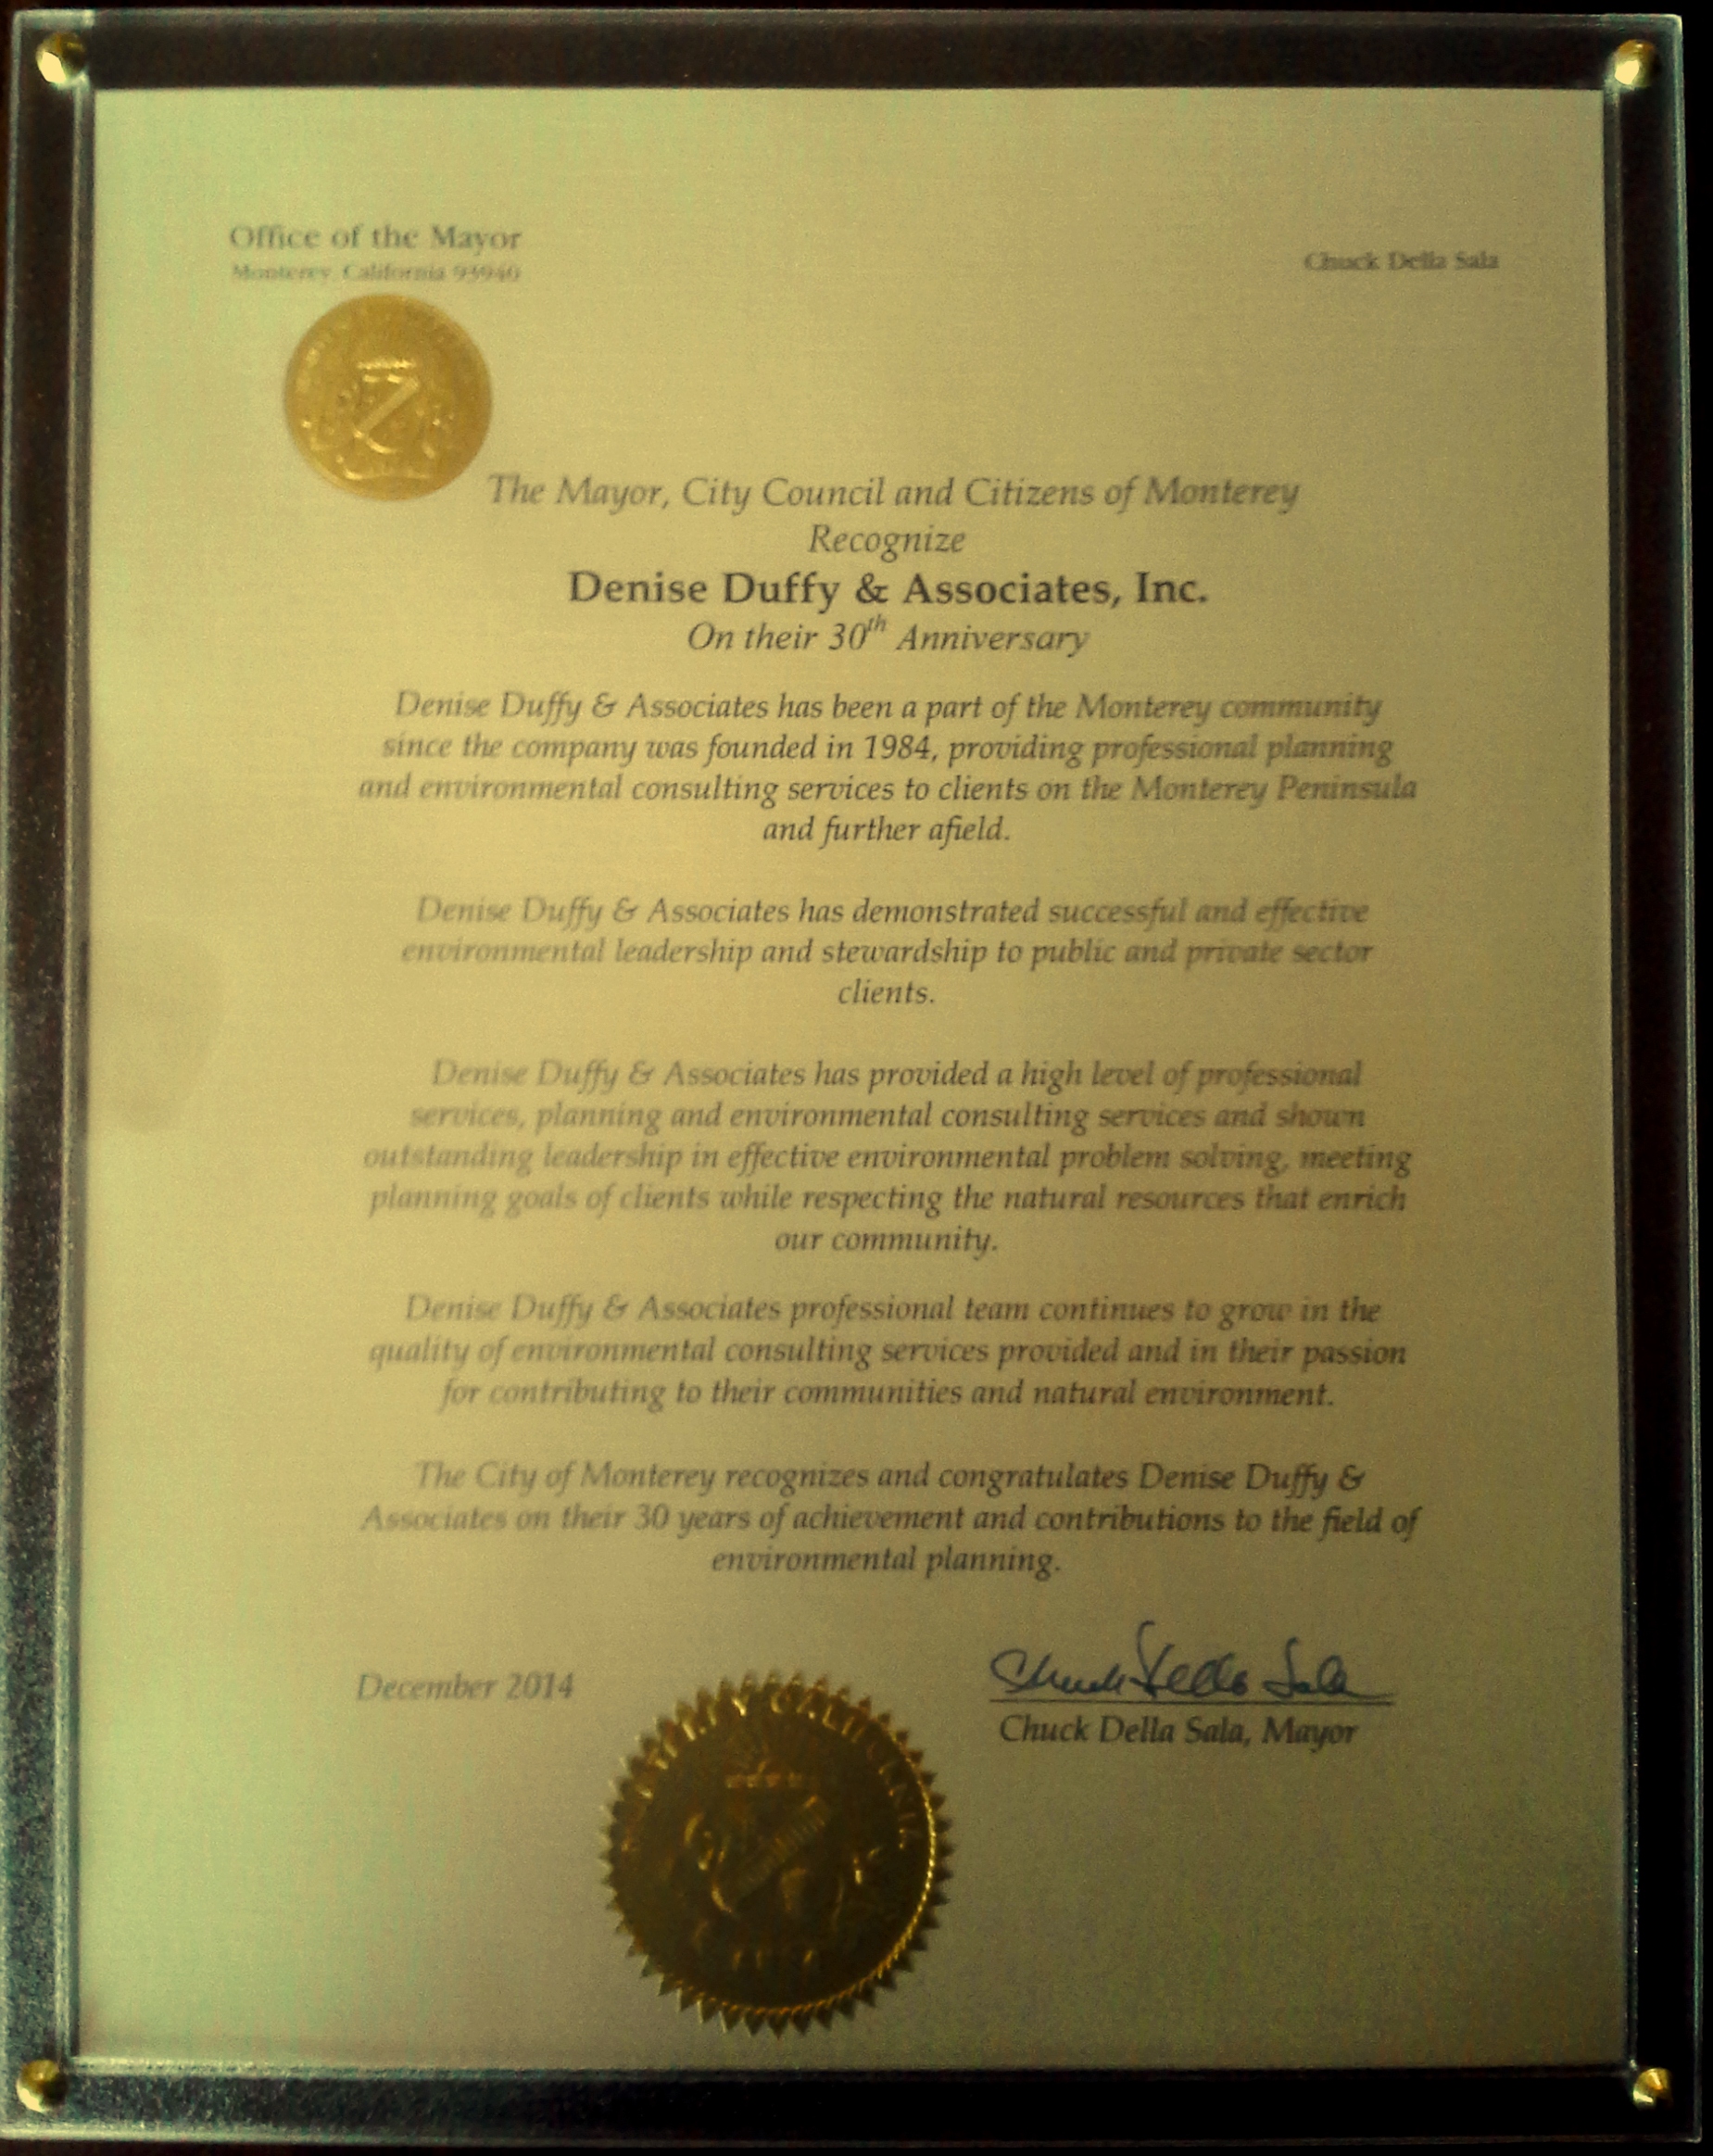 Office of the Mayor
Monterey, California 93940
Chuck Della Sala
The Mayor, City Council and Citizens of Monterey
Recognize
Denise Duffy & Associates, Inc.
On their 30th Anniversary
Denise Duffy & Associates has been a part of the Monterey community
since the company was founded in 1984, providing professional planning
and environmental consulting services to clients on the Monterey Peninsula
and further afield.
Denise Duffy & Associates has demonstrated successful and effective
environmental leadership and stewardship to public and private sector
clients.
Denise Duffy & Associates has provided a high level of professional
services, planning and environmental consulting services and shown
outstanding leadership in effective environmental problem solving, meeting
planning goals of clients while respecting the natural resources that enrich
our community.
Denise Duffy & Associates professional team continues to grow in the
quality of environmental consulting services provided and in their passion
for contributing to their communities and natural environment.
The City of Monterey recognizes and congratulates Denise Duffy &
Associates on their 30 years of achievement and contributions to the field of
environmental planning.
December 2014
Chuck Della Sala
Chuck Della Sala, Mayor
CALIFORNIA